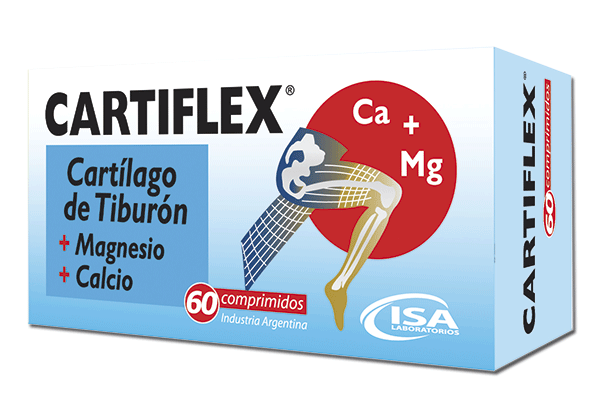 CARTIFLEX®
Cartílago
de Tiburón
+ Magnesio
+ Calcio
Ca +
Mg
60 comprimidos
Industria Argentina
ISA
LABORATORIOS
CARTIFLEX®
60 comprimidos